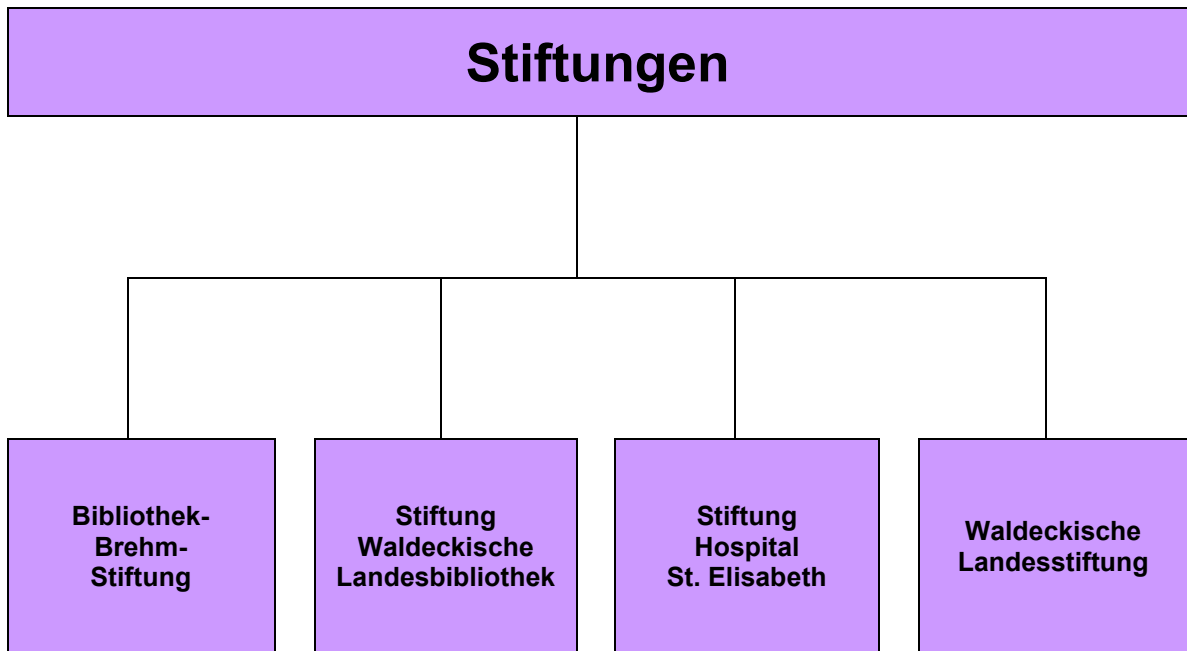 Stiftungen
Bibliothek-
Brehm-
Stiftung
Stiftung
Waldeckische
Landesbibliothek
Stiftung
Hospital
St. Elisabeth
Waldeckische
Landesstiftung